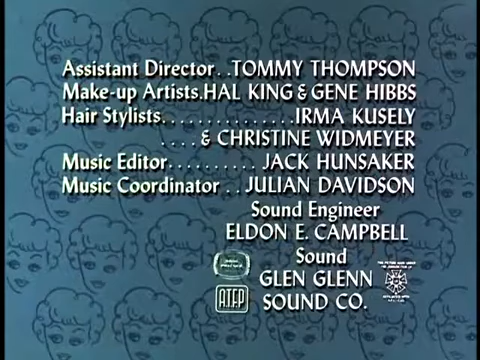 Assistant Director..TOMMY THOMPSON
Make-up Artists.HAL KING & GENE HIBBS
Hair Stylists..............IRMA KUSELY
....& CHRISTINE WIDMEYER
Music Editor..........JACK HUNSAKER
Music Coordinator..JULIAN DAVIDSON
Sound Engineer
ELDON E. CAMPBELL
Sound
GLEN GLENN
SOUND CO.
ATFP